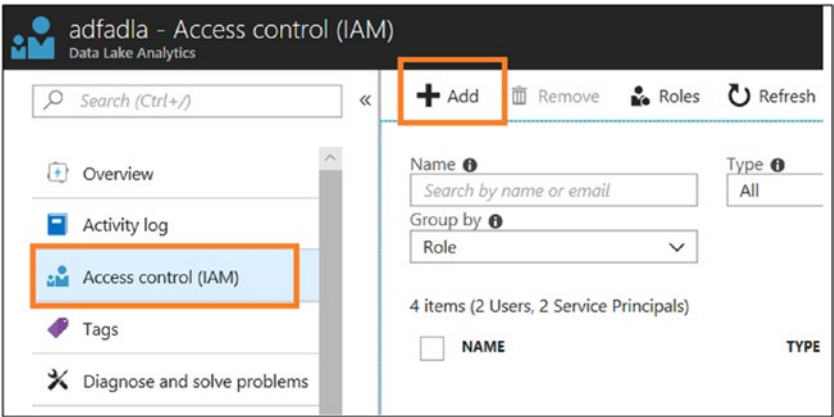 adfadla - Access control (IAM)
Data Lake Analytics
Search (Ctrl+/)
«
Overview
Activity log
Access control (IAM)
Tags
Diagnose and solve problems
Add
Remove
Roles
Refresh
Name
Type
Search by name or email
All
Group by
Role
4 items (2 Users, 2 Service Principals)
NAME
TYPE